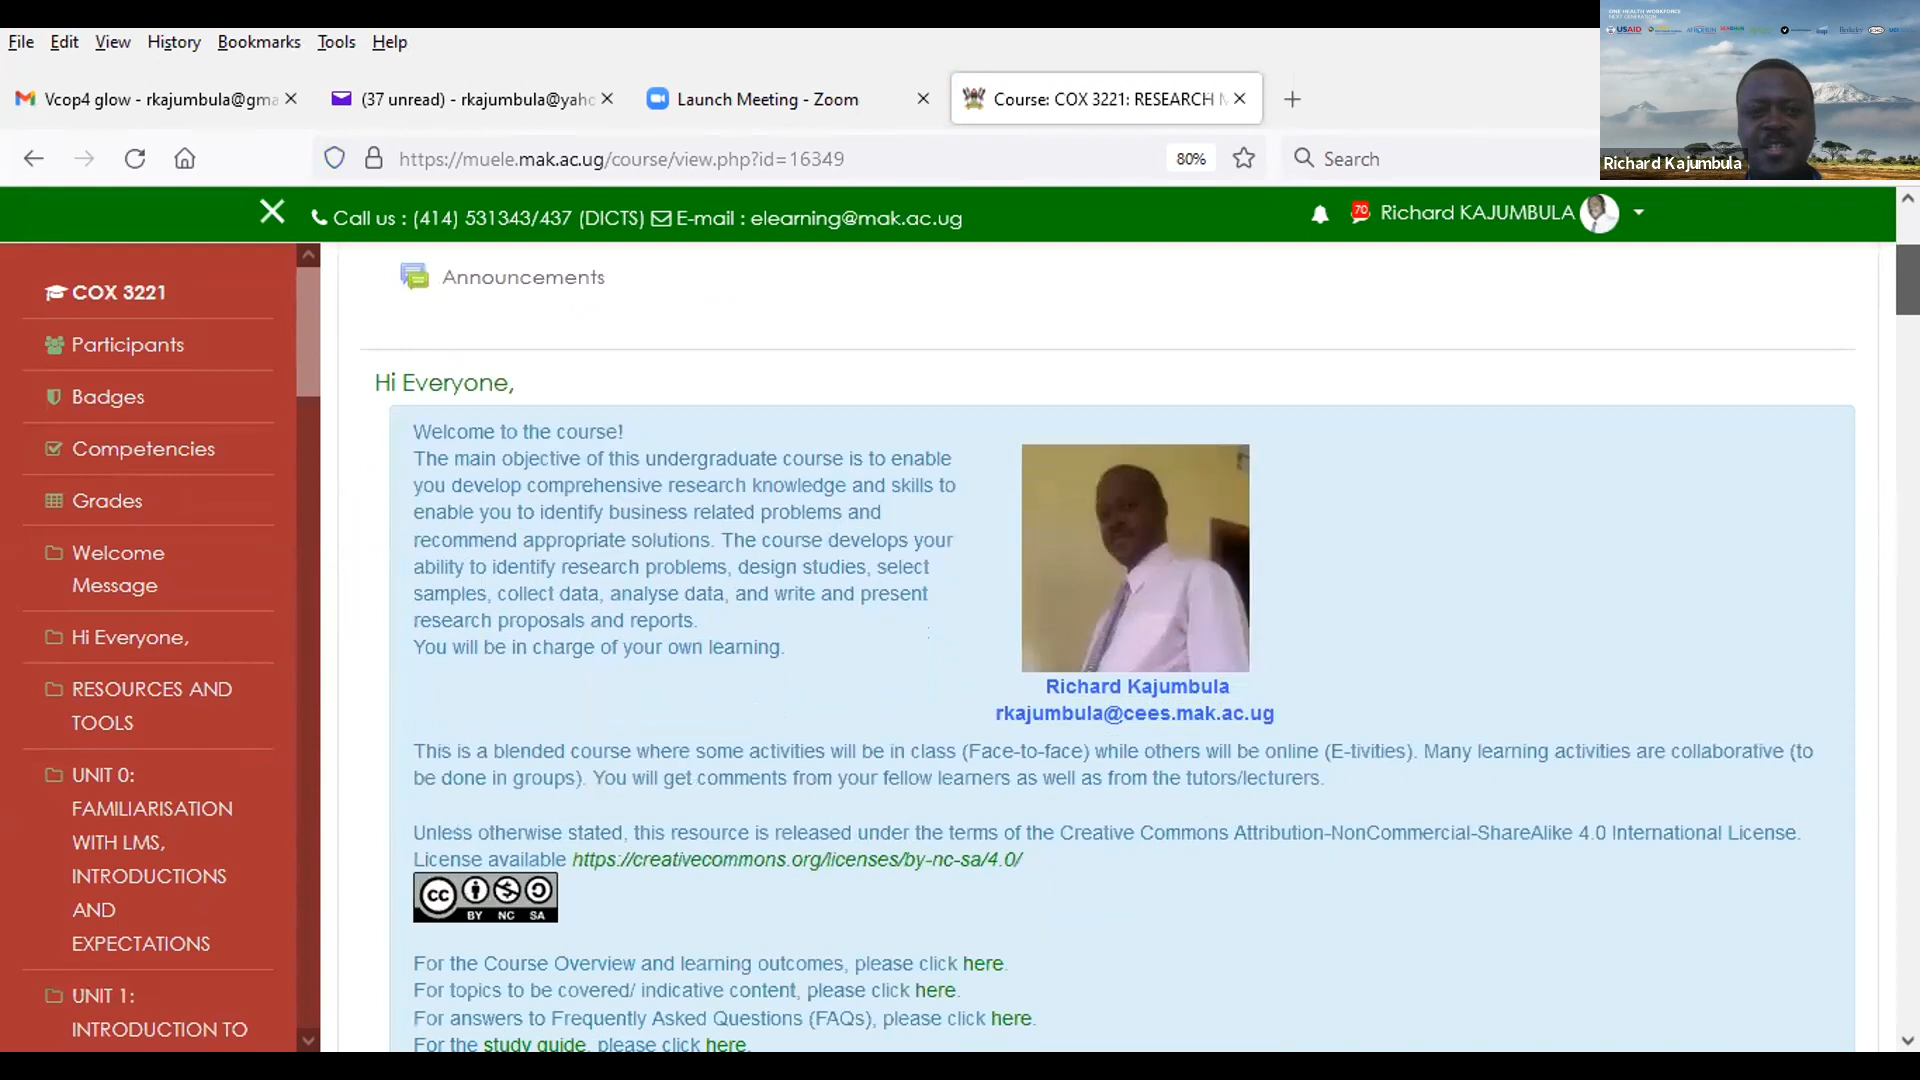 ONE HEALTH WORKFORCE
NEXT GENERATION
USAID
Berkeley
File Edit View History Bookmarks Tools Help
Vcop4 glow - rkajumbula@gma
(37 unread) - rkajumbula@yaho
Launch Meeting - Zoom
Course: COX 3221: RESEARCH M
https://muele.mak.ac.ug/course/view.php?id=16349
80%
Search
Richard Kajumbula
Call us : (414) 531343/437 (DICTS) E-mail : elearning@mak.ac.ug
70
Richard KAJUMBULA
COX 3221
Participants
Badges
Competencies
Grades
Welcome
Message
Hi Everyone,
RESOURCES AND
TOOLS
UNIT 0:
FAMILIARISATION
WITH LMS,
INTRODUCTIONS
AND
EXPECTATIONS
UNIT 1:
INTRODUCTION TO
Announcements
Hi Everyone,
Welcome to the course!
The main objective of this undergraduate course is to enable
you develop comprehensive research knowledge and skills to
enable you to identify business related problems and
recommend appropriate solutions. The course develops your
ability to identify research problems, design studies, select
samples, collect data, analyse data, and write and present
research proposals and reports.
You will be in charge of your own learning.
Richard Kajumbula
rkajumbula@cees.mak.ac.ug
This is a blended course where some activities will be in class (Face-to-face) while others will be online (E-tivities). Many learning activities are collaborative (to
be done in groups). You will get comments from your fellow learners as well as from the tutors/lecturers.
Unless otherwise stated, this resource is released under the terms of the Creative Commons Attribution-NonCommercial-ShareAlike 4.0 International License.
License available https://creativecommons.org/licenses/by-nc-sa/4.0/
cc BY NC SA
For the Course Overview and learning outcomes, please click here.
For topics to be covered/ indicative content, please click here.
For answers to Frequently Asked Questions (FAQs), please click here.
For the study guide, please click here.